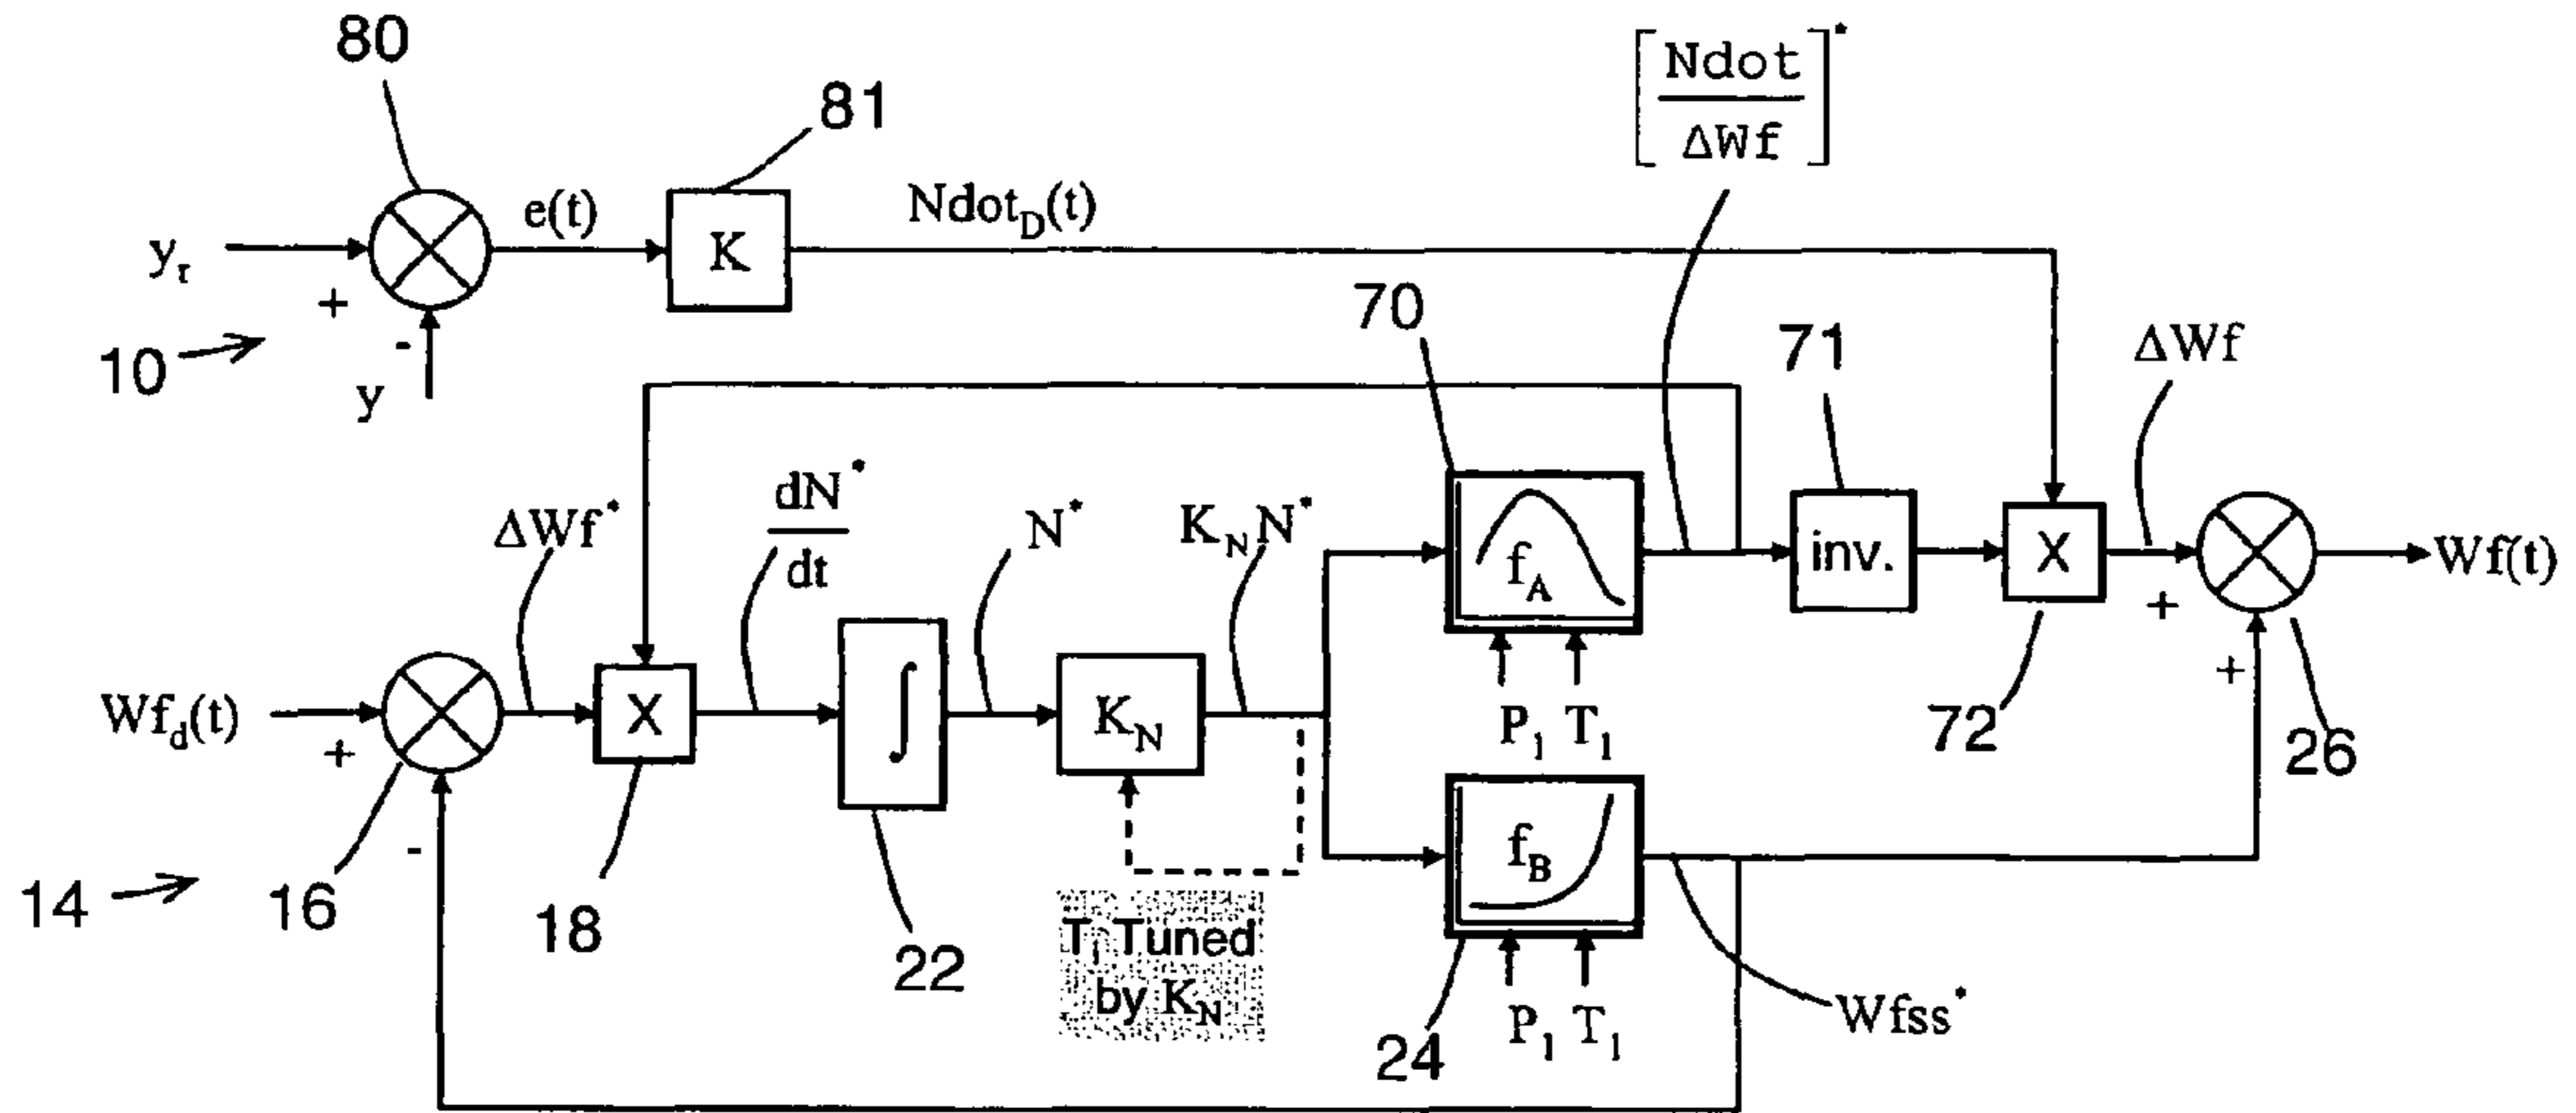 80
81
[Ndot/ΔWf]*
y_r
+
-
y
e(t)
K
Ndot_D(t)
10
70
71
ΔWf
ΔWf*
dN*/dt
N*
K_N N*
f_A
P_1 T_1
inv.
X
72
+
+
26
Wf(t)
Wf_d(t)
+
-
16
14
X
18
∫
22
K_N
T_1 Tuned
by K_N
f_B
P_1 T_1
24
Wfss*